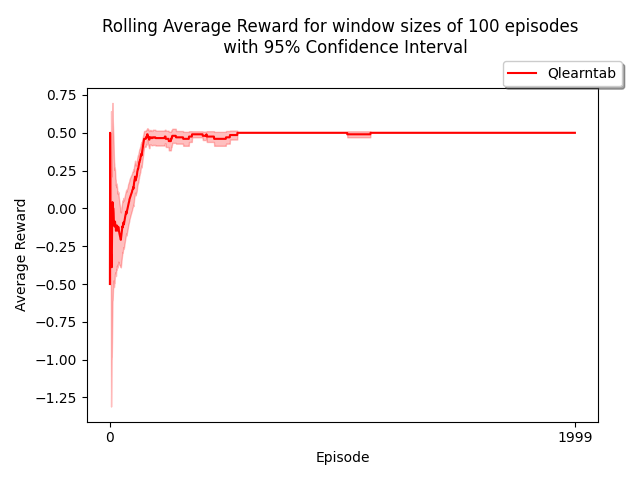 Rolling Average Reward for window sizes of 100 episodes
with 95% Confidence Interval
Qlearntab
0.75
0.50
0.25
0.00
−0.25
−0.50
−0.75
−1.00
−1.25
Average Reward
0 1999
Episode